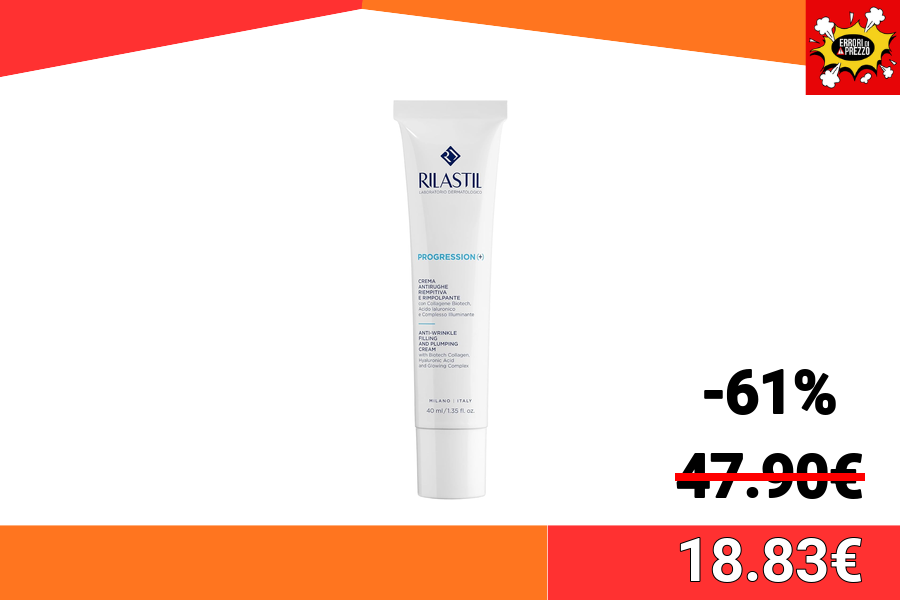 ERRORI DI
PREZZO
RILASTIL
LABORATORIO DERMATOLOGICO
PROGRESSION(+)
CREMA
ANTIRUGHE
RIEMPITIVA
E RIMPOLPANTE
con Collagene Biotech,
Acido Ialuronico
e Complesso Illuminante
ANTI-WRINKLE
FILLING
AND PLUMPING
CREAM
with Biotech Collagen,
Hyaluronic Acid
and Glowing Complex
MILANO | ITALY
40 ml/1.35 fl. oz.
-61%
47.90€
18.83€